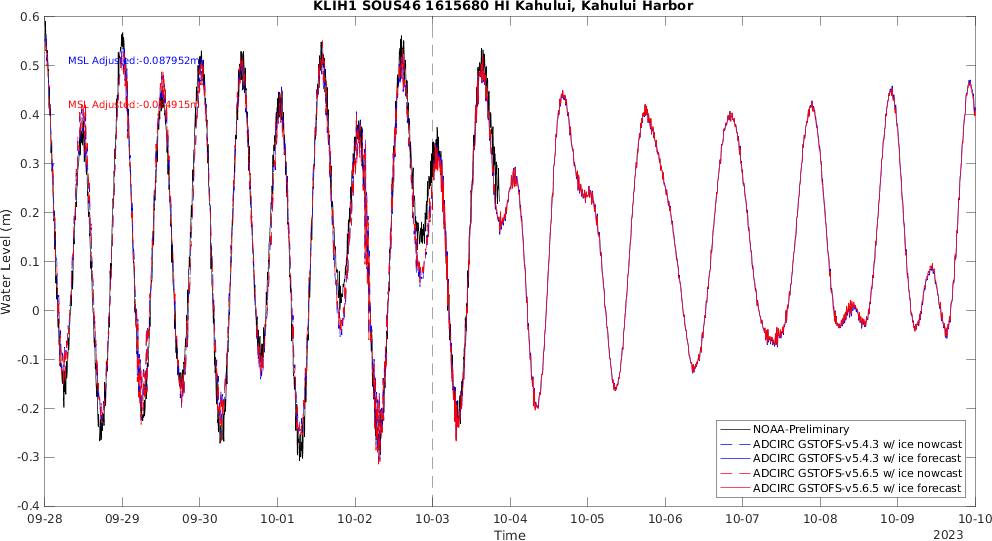 KLIH1 SOUS46 1615680 HI Kahului, Kahului Harbor
0.6
0.5
0.4
0.3
0.2
0.1
0
-0.1
-0.2
-0.3
-0.4
Water Level (m)
MSL Adjusted:-0.087952m
MSL Adjusted:
NOAA-Preliminary
ADCIRC GSTOFS-v5.4.3 w/ ice nowcast
ADCIRC GSTOFS-v5.4.3 w/ ice forecast
ADCIRC GSTOFS-v5.6.5 w/ ice nowcast
ADCIRC GSTOFS-v5.6.5 w/ ice forecast
09-28 09-29 09-30 10-01 10-02 10-03 10-04 10-05 10-06 10-07 10-08 10-09 10-10
Time
2023